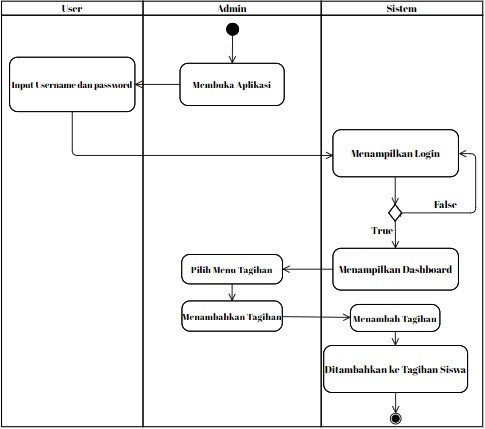 User
Admin
Sistem
Membuka Aplikasi
Input Username dan password
Menampilkan Login
False
True
Menampilkan Dashboard
Pilih Menu Tagihan
Menambahkan Tagihan
Menambah Tagihan
Ditambahkan ke Tagihan Siswa